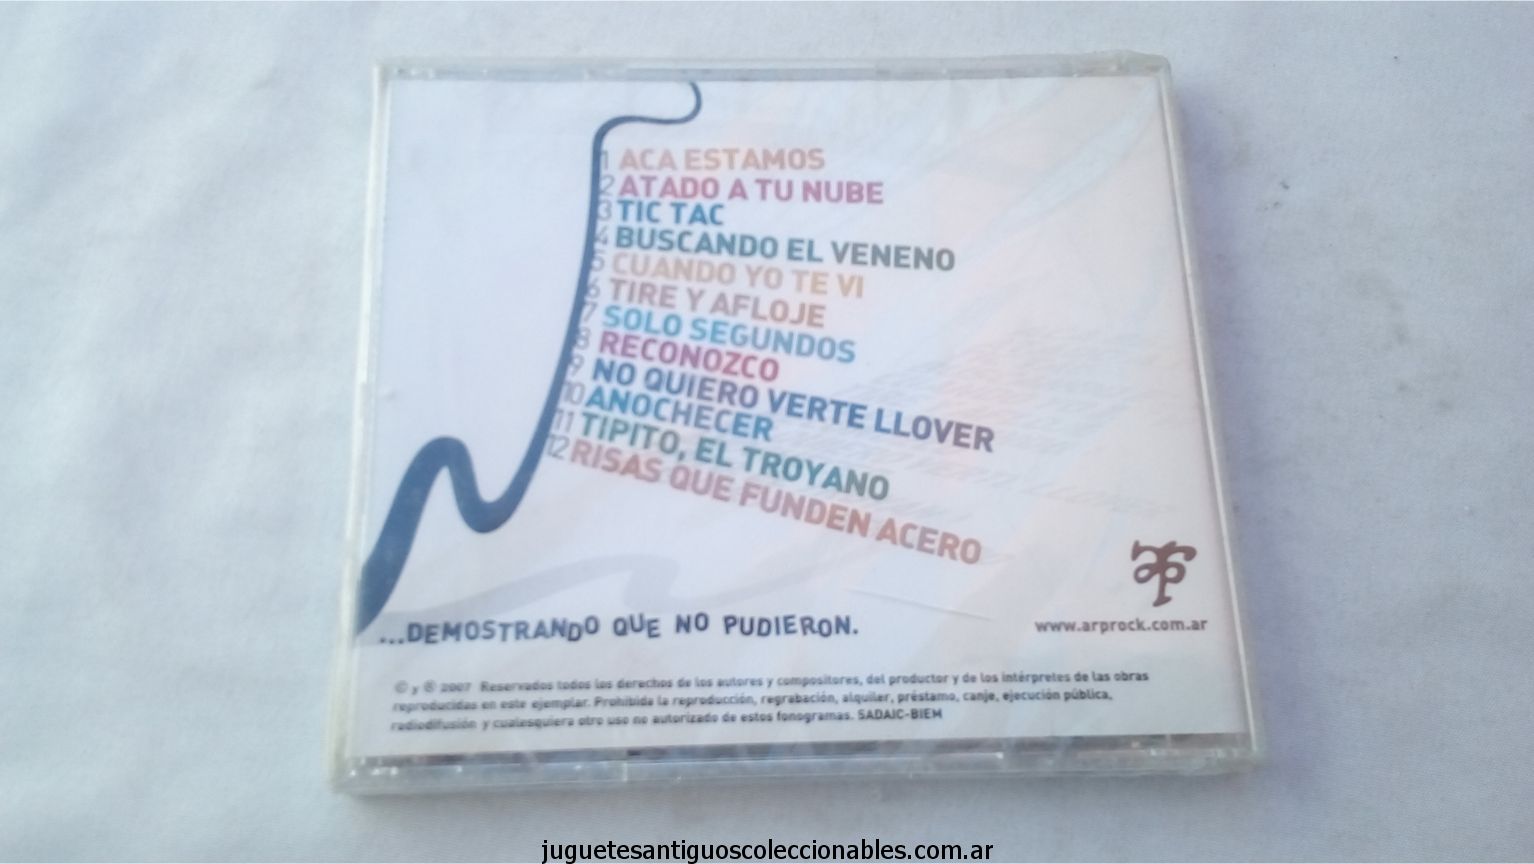 1 ACA ESTAMOS
2 ATADO A TU NUBE
3 TIC TAC
4 BUSCANDO EL VENENO
5 CUANDO YO TE VI
6 TIRE Y AFLOJE
7 SOLO SEGUNDOS
8 RECONOZCO
9 NO QUIERO VERTE LLOVER
10 ANOCHECER
11 TIPITO, EL TROYANO
12 RISAS QUE FUNDEN ACERO
...DEMOSTRANDO QUE NO PUDIERON.
www.arprock.com.ar
© y ® 2007 Reservados todos los derechos de los autores y compositores, del productor y de los intérpretes de las obras
reproducidas en este ejemplar. Prohibida la reproducción, regrabación, alquiler, préstamo, canje, ejecución pública,
radiodifusión y cualesquiera otro uso no autorizado de estos fonogramas. SADAIC-BIEM
juguetesantiguoscoleccionables.com.ar